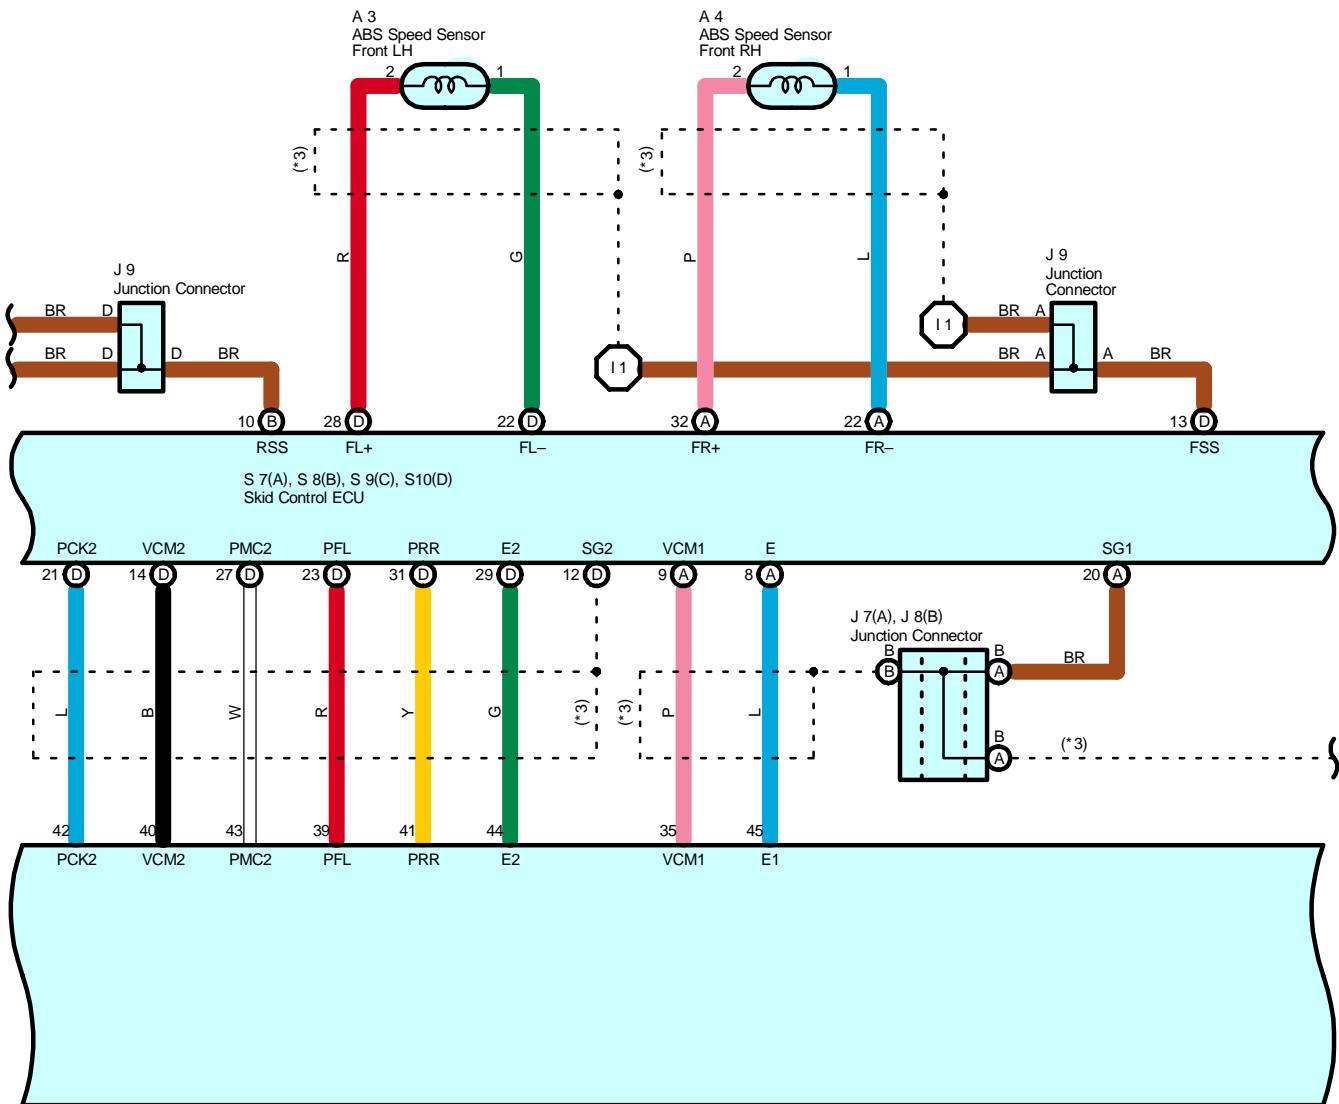 A 3
ABS Speed Sensor
Front LH
A 4
ABS Speed Sensor
Front RH
2 1 2 1
(*3) (*3)
R G P L
J 9
Junction Connector
J 9
Junction
Connector
BR D
BR D D BR
I 1 BR A
I 1 BR A A BR
10 B 28 D 22 D 32 A 22 A 13 D
RSS FL+ FL– FR+ FR– FSS
S 7(A), S 8(B), S 9(C), S10(D)
Skid Control ECU
PCK2 VCM2 PMC2 PFL PRR E2 SG2 VCM1 E SG1
21 D 14 D 27 D 23 D 31 D 29 D 12 D 9 A 8 A 20 A
J 7(A), J 8(B)
Junction Connector
B B
B A BR
L B W R Y G (*3) (*3) P L
B
A (*3)
42 40 43 39 41 44 35 45
PCK2 VCM2 PMC2 PFL PRR E2 VCM1 E1